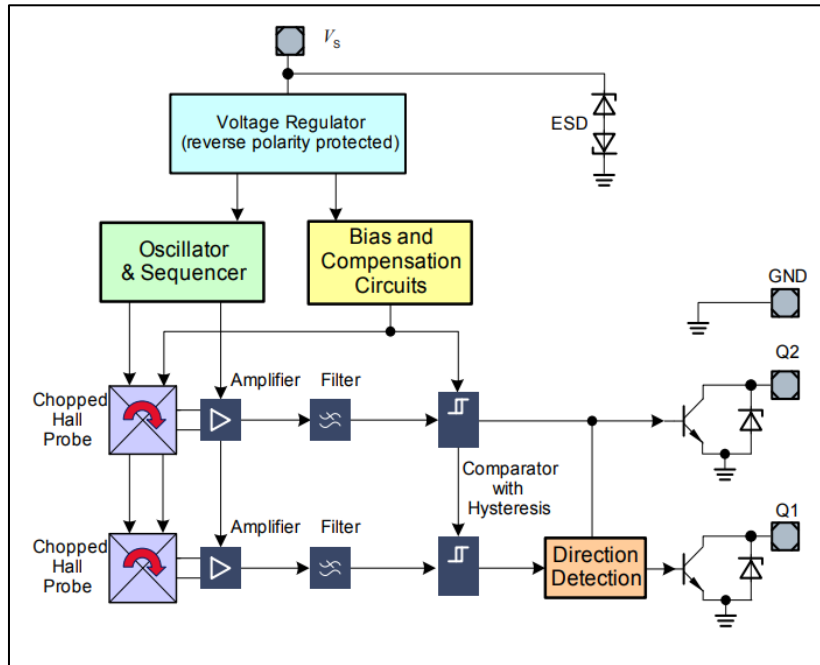 Vs
Voltage Regulator
(reverse polarity protected)
ESD
Oscillator
& Sequencer
Bias and
Compensation
Circuits
GND
Q2
Amplifier
Filter
Chopped
Hall
Probe
Comparator
with
Hysteresis
Q1
Amplifier
Filter
Chopped
Hall
Probe
Direction
Detection